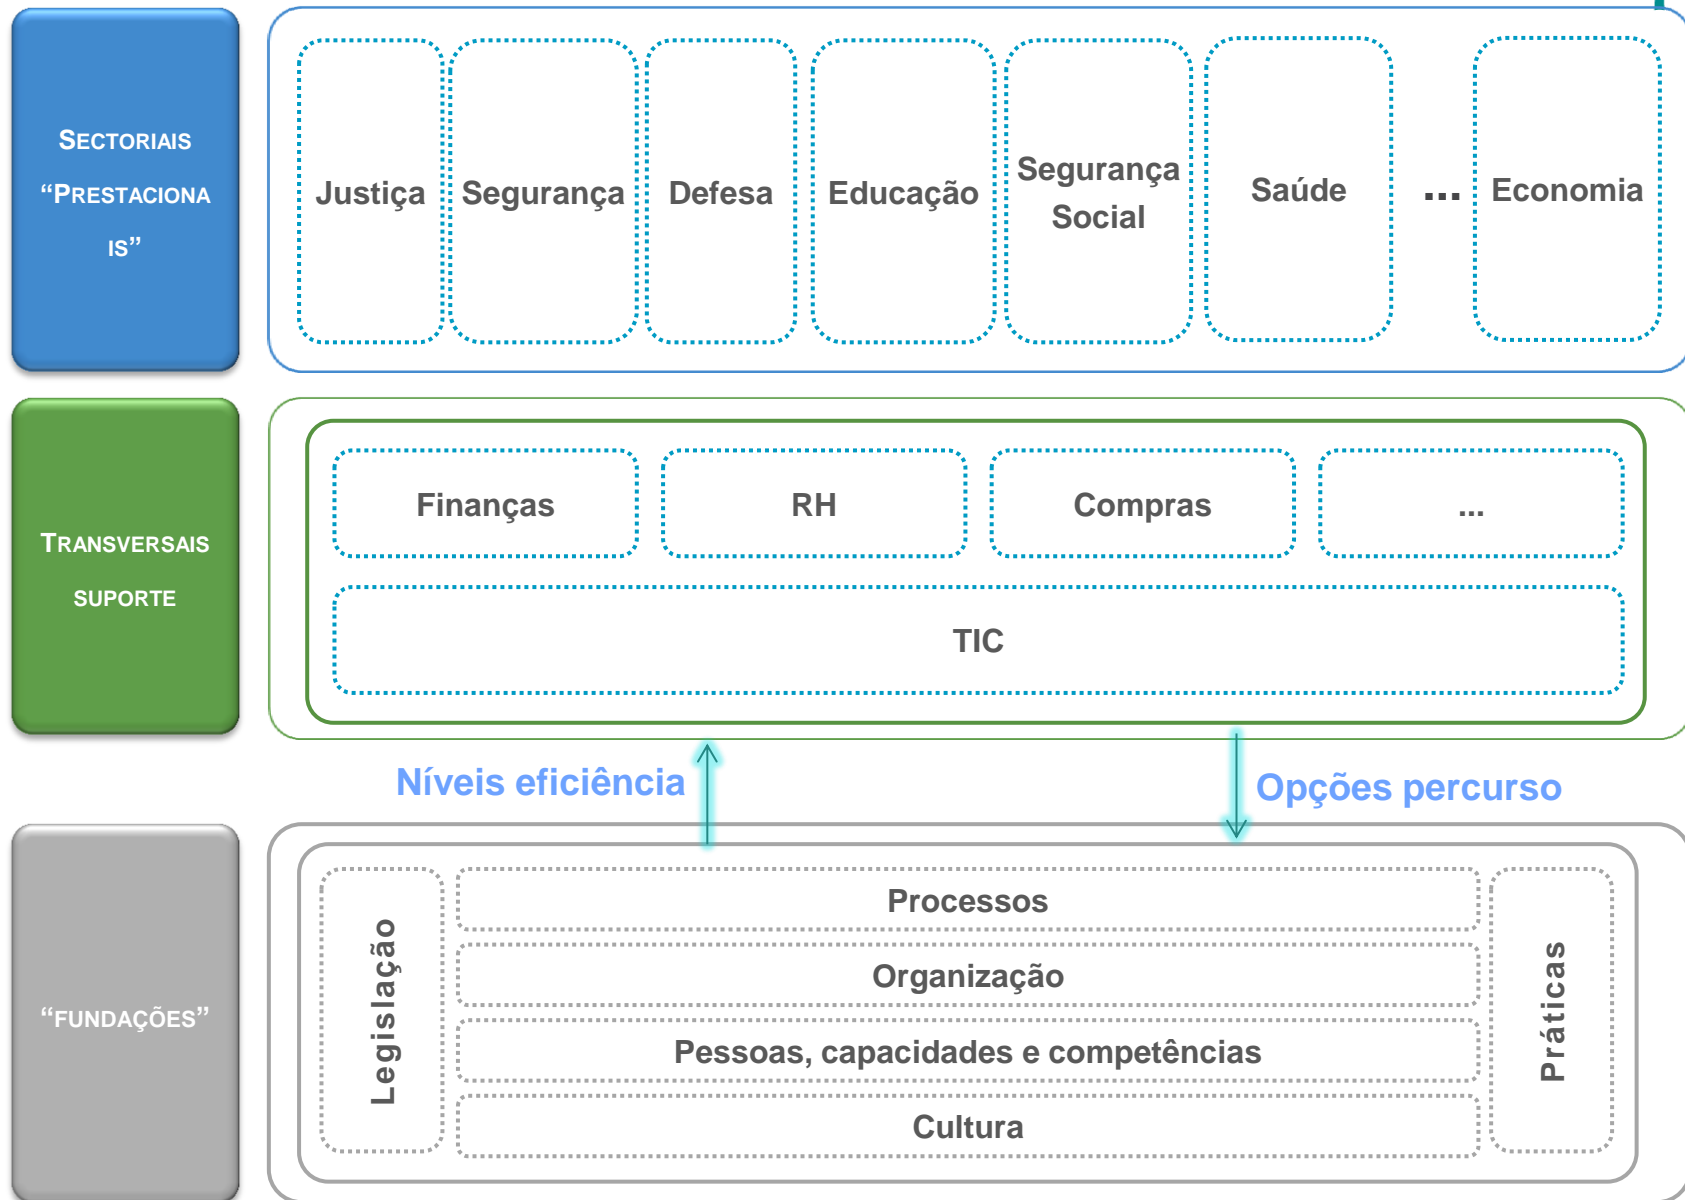 SECTORIAIS
“PRESTACIONA
IS”
Justiça
Segurança
Defesa
Educação
Segurança
Social
Saúde
...
Economia
TRANSVERSAIS
SUPORTE
Finanças
RH
Compras
...
TIC
Níveis eficiência
Opções percurso
“FUNDAÇÕES”
Legislação
Processos
Organização
Pessoas, capacidades e competências
Cultura
Práticas